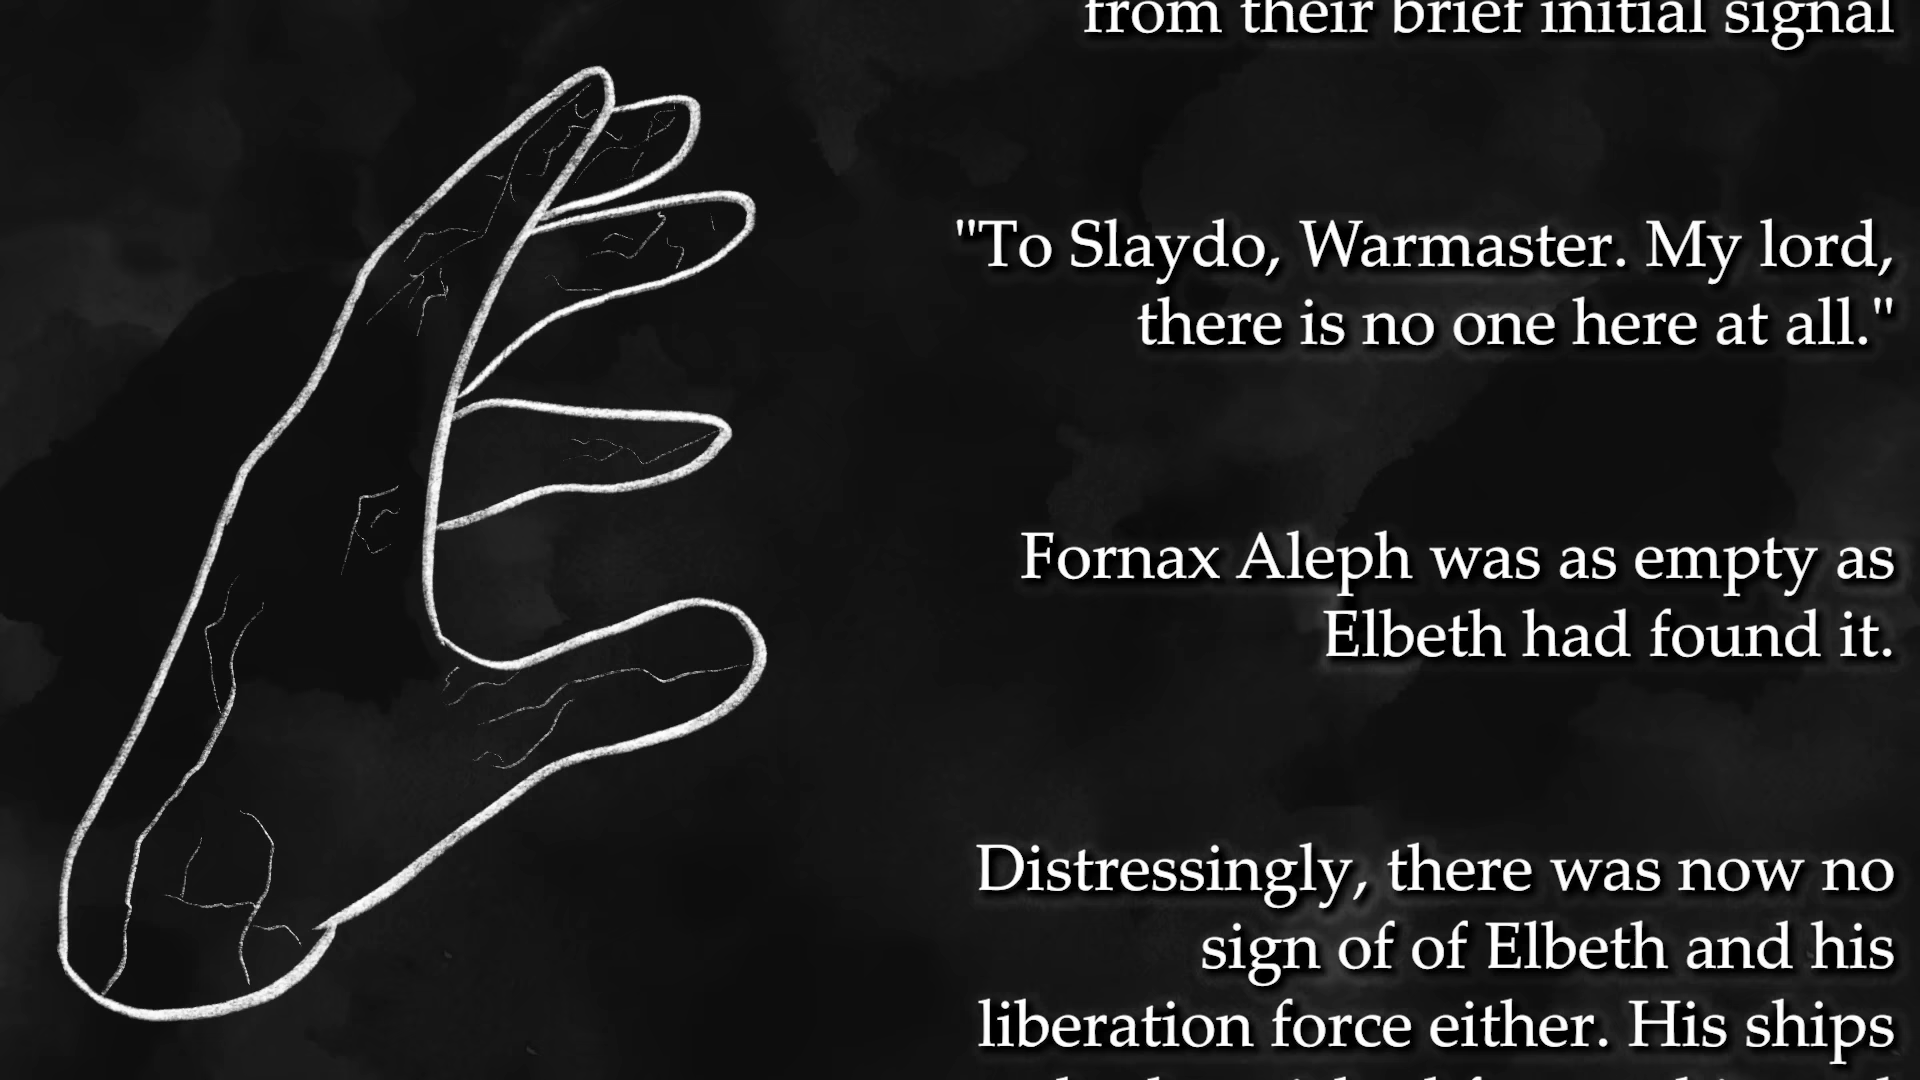 from their brief initial signal
"To Slaydo, Warmaster. My lord,
there is no one here at all."
Fornax Aleph was as empty as
Elbeth had found it.
Distressingly, there was now no
sign of of Elbeth and his
liberation force either. His ships